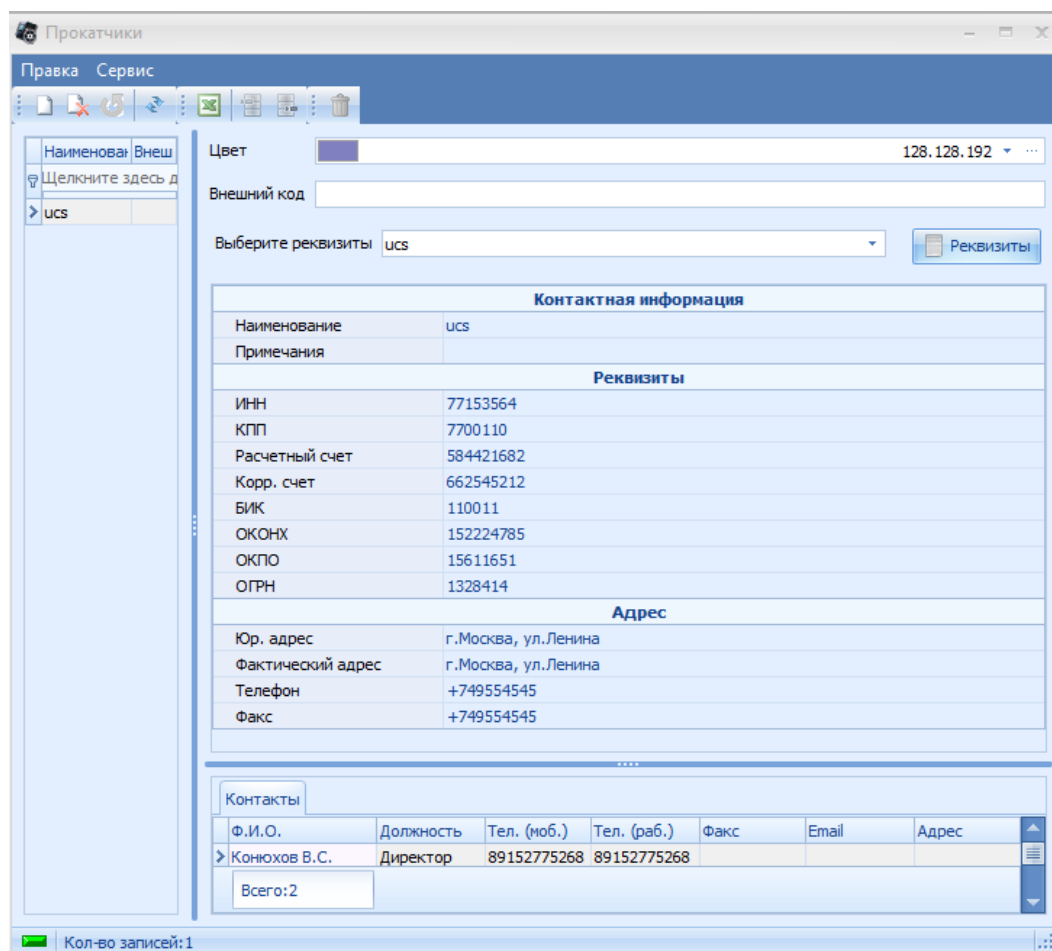 Прокатчики
Правка Сервис
Наименован Внеш
Щелкните здесь д
ucs
Цвет 128.128.192
Внешний код
Выберите реквизиты ucs Реквизиты
Контактная информация
Наименование ucs
Примечания
Реквизиты
ИНН 77153564
КПП 7700110
Расчетный счет 584421682
Корр. счет 662545212
БИК 110011
ОКОНХ 152224785
ОКПО 15611651
ОГРН 1328414
Адрес
Юр. адрес г.Москва, ул.Ленина
Фактический адрес г.Москва, ул.Ленина
Телефон +749554545
Факс +749554545
Контакты
Ф.И.О. Должность Тел. (моб.) Тел. (раб.) Факс Email Адрес
Конюхов В.С. Директор 89152775268 89152775268
Всего:2
Кол-во записей:1